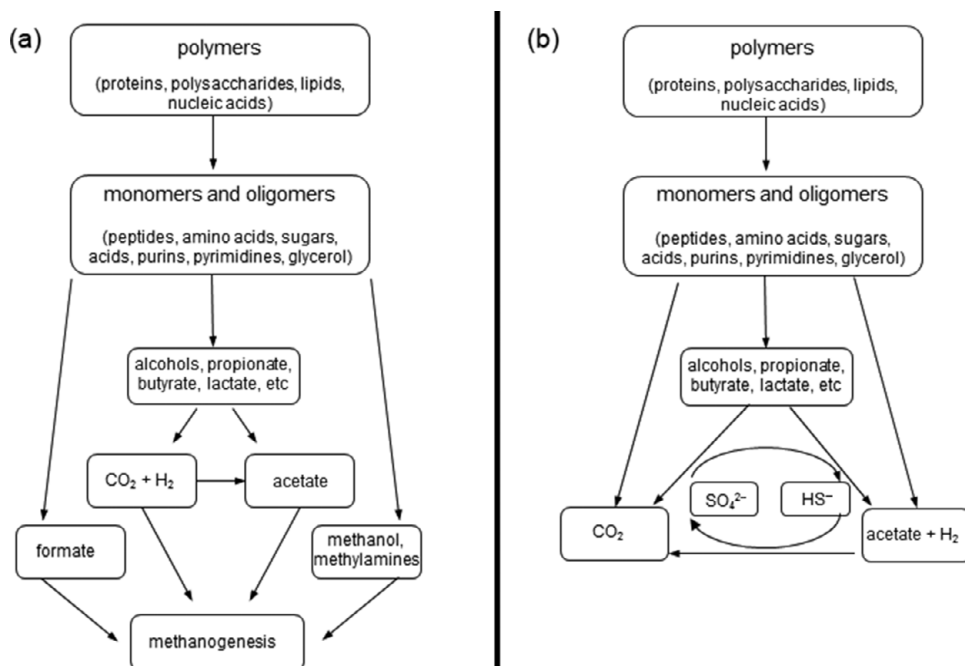 (a)
polymers
(proteins, polysaccharides, lipids,
nucleic acids)
monomers and oligomers
(peptides, amino acids, sugars,
acids, purins, pyrimidines, glycerol)
alcohols, propionate,
butyrate, lactate, etc
CO₂ + H₂
acetate
formate
methanol,
methylamines
methanogenesis
(b)
polymers
(proteins, polysaccharides, lipids,
nucleic acids)
monomers and oligomers
(peptides, amino acids, sugars,
acids, purins, pyrimidines, glycerol)
alcohols, propionate,
butyrate, lactate, etc
SO₄²⁻
HS⁻
CO₂
acetate + H₂